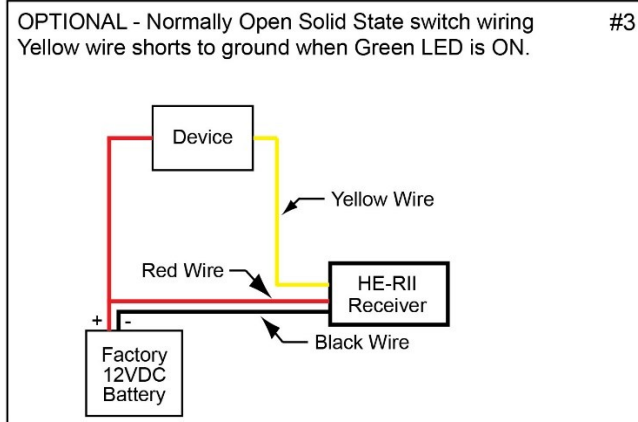 OPTIONAL - Normally Open Solid State switch wiring #3
Yellow wire shorts to ground when Green LED is ON.
Device
Yellow Wire
Red Wire
HE-RII
Receiver
+ -
Black Wire
Factory
12VDC
Battery